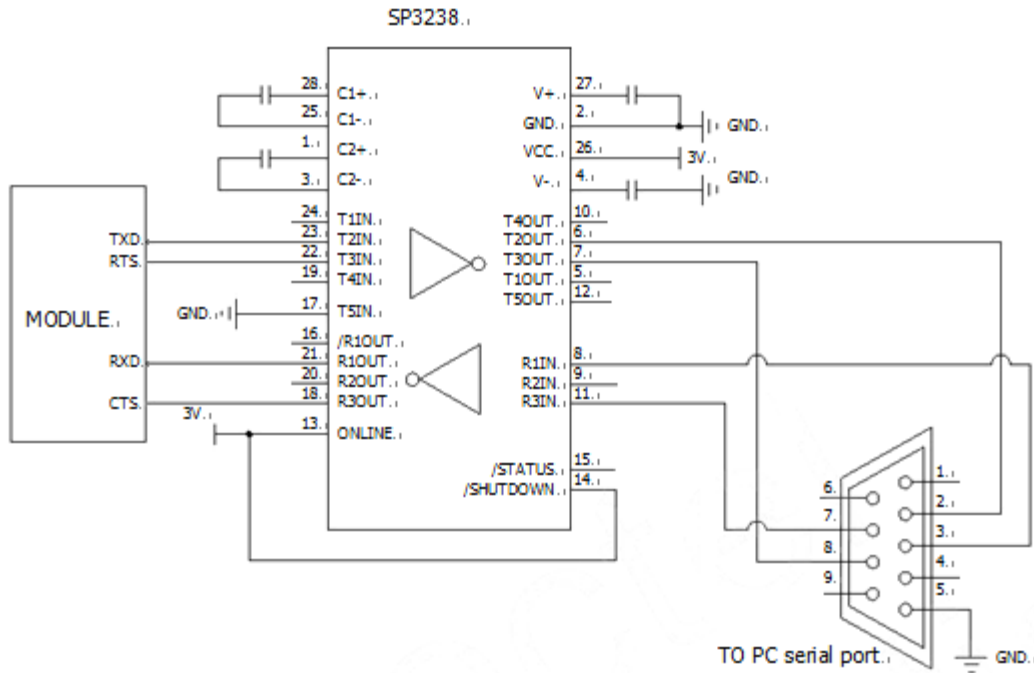 SP3238.
28. C1+. V+. 27.
25. C1-. GND. 2. GND.
1. C2+. VCC. 26. 3V.
3. C2-. V-. 4. GND.
24. T1IN. T4OUT. 10.
TXD. 23. T2IN. T2OUT. 6.
RTS. 22. T3IN. T3OUT. 7.
19. T4IN. T1OUT. 5.
GND. 17. T5IN. T5OUT. 12.
MODULE.
16. /R1OUT.
RXD. 21. R1OUT. R1IN. 8.
20. R2OUT. R2IN. 9.
CTS. 18. R3OUT. R3IN. 11.
3V. 13. ONLINE.
/STATUS. 15.
/SHUTDOWN. 14.
1.
6.
2.
7.
3.
8.
4.
9.
5.
TO PC serial port. GND.